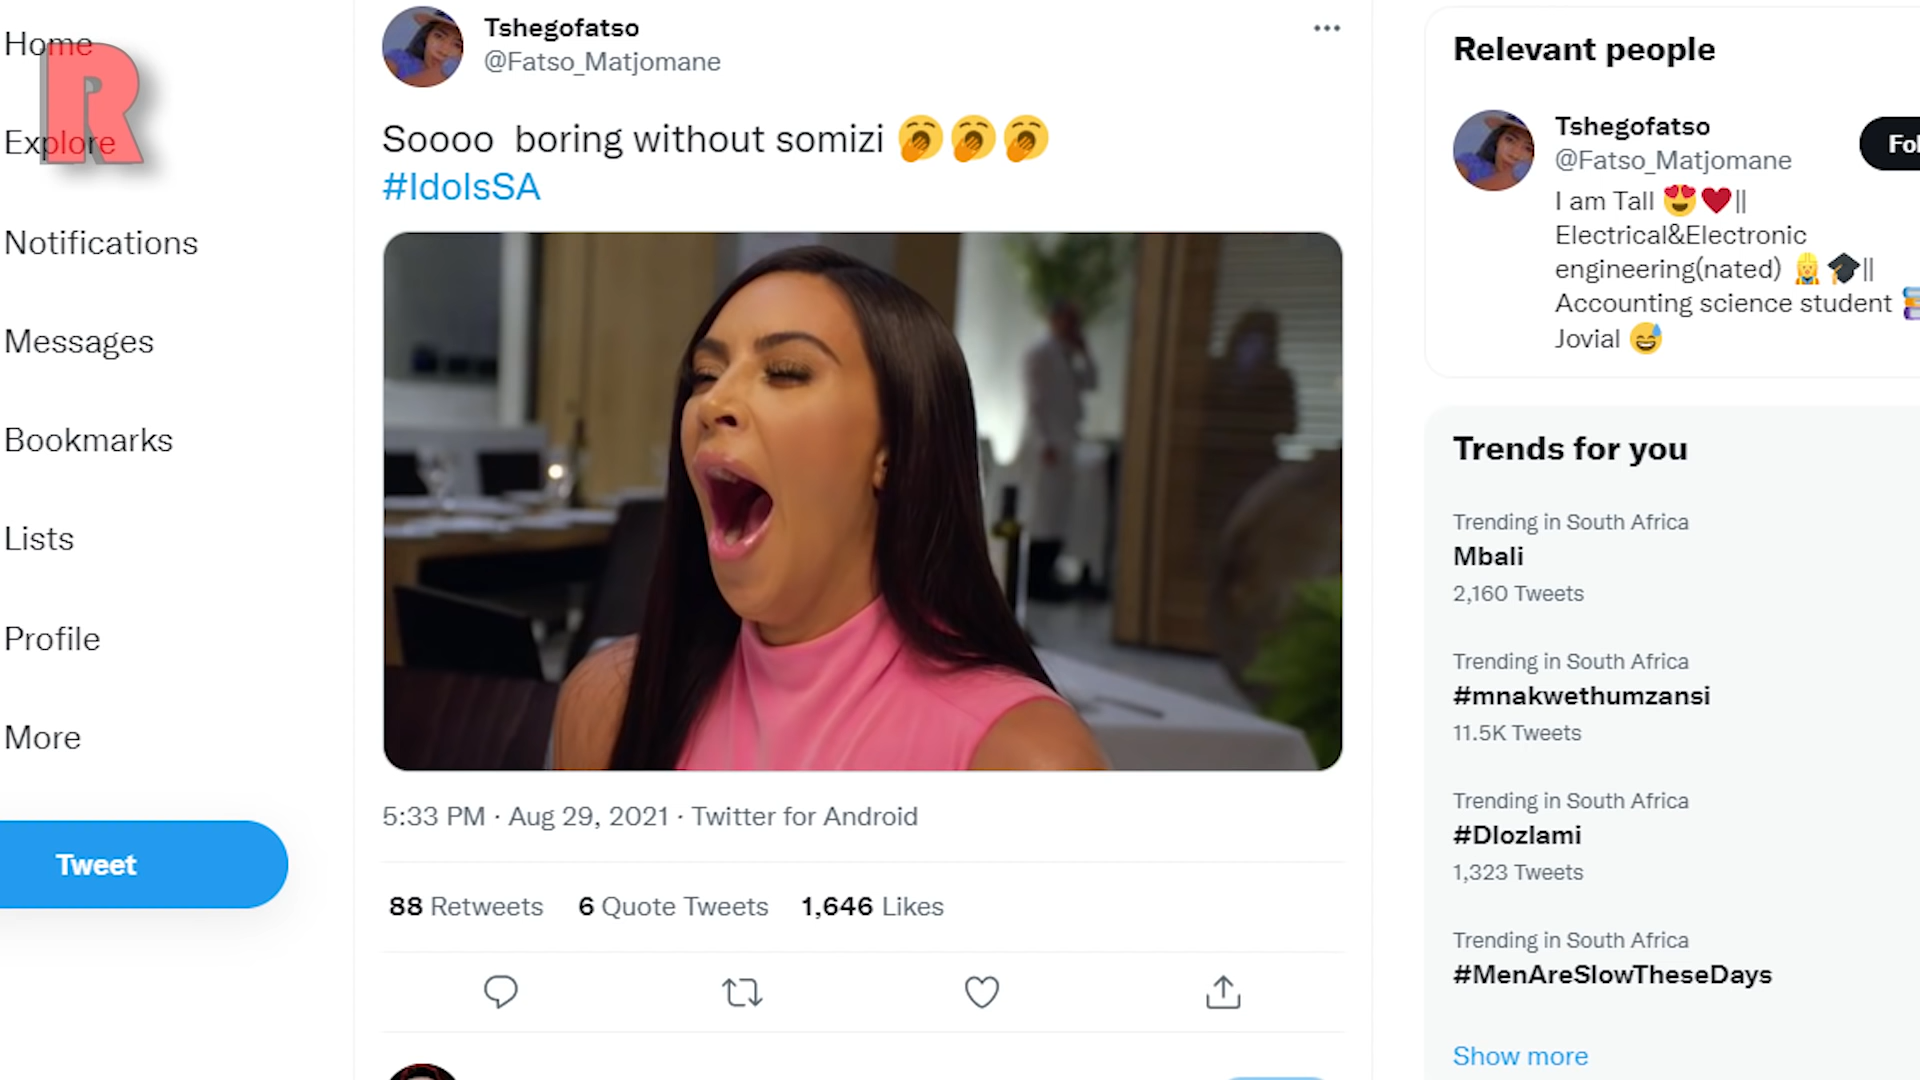 Home
R
Explore
Notifications
Messages
Bookmarks
Lists
Profile
More
Tweet
Tshegofatso
@Fatso_Matjomane
Soooo boring without somizi 🥱🥱🥱
#IdolsSA
5:33 PM · Aug 29, 2021 · Twitter for Android
88 Retweets 6 Quote Tweets 1,646 Likes
Relevant people
Tshegofatso
@Fatso_Matjomane
I am Tall 😍❤️||
Electrical&Electronic
engineering(nated) 👷‍♀️🎓||
Accounting science student 📚
Jovial 😅
Trends for you
Trending in South Africa
Mbali
2,160 Tweets
Trending in South Africa
#mnakwethumzansi
11.5K Tweets
Trending in South Africa
#Dlozlami
1,323 Tweets
Trending in South Africa
#MenAreSlowTheseDays
Show more